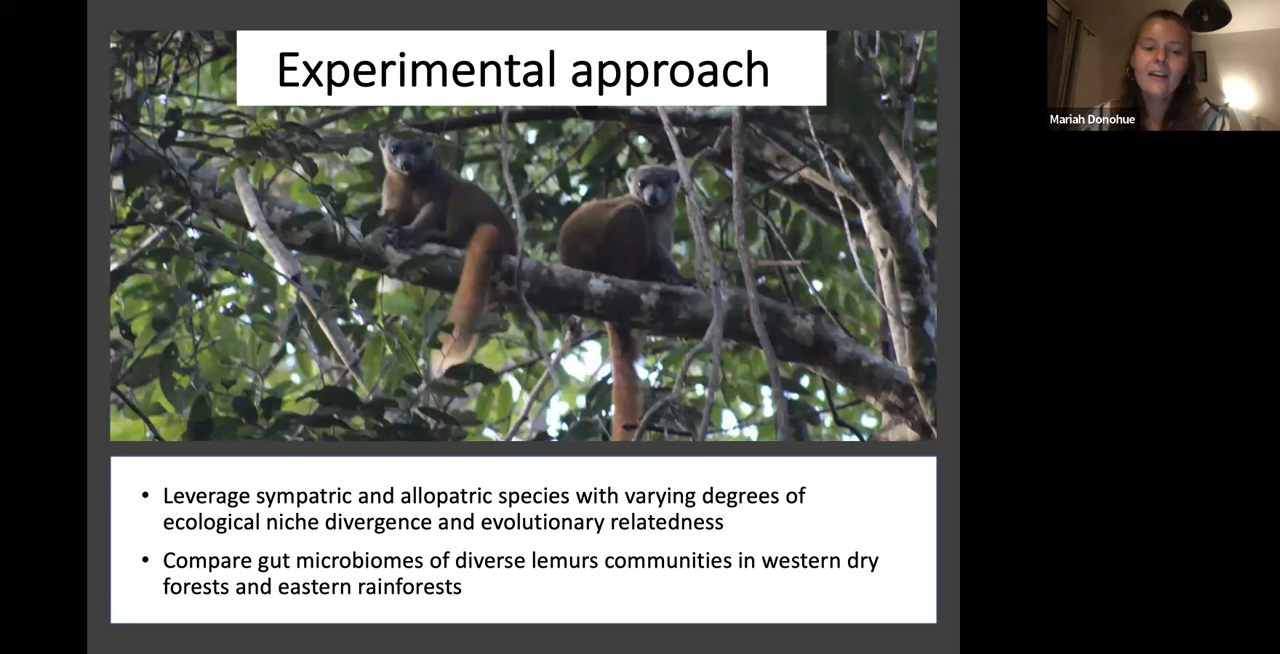 Experimental approach
Mariah Donohue
• Leverage sympatric and allopatric species with varying degrees of
ecological niche divergence and evolutionary relatedness
• Compare gut microbiomes of diverse lemurs communities in western dry
forests and eastern rainforests